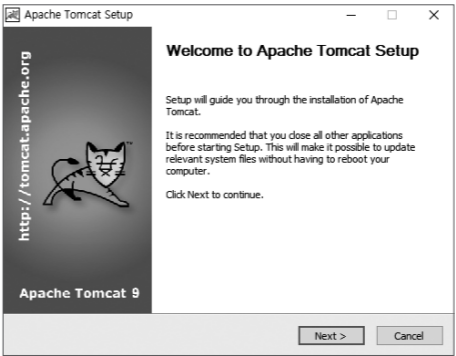 Apache Tomcat Setup
http://tomcat.apache.org
Apache Tomcat 9
Welcome to Apache Tomcat Setup
Setup will guide you through the installation of Apache
Tomcat.
It is recommended that you close all other applications
before starting Setup. This will make it possible to update
relevant system files without having to reboot your
computer.
Click Next to continue.
Next >
Cancel